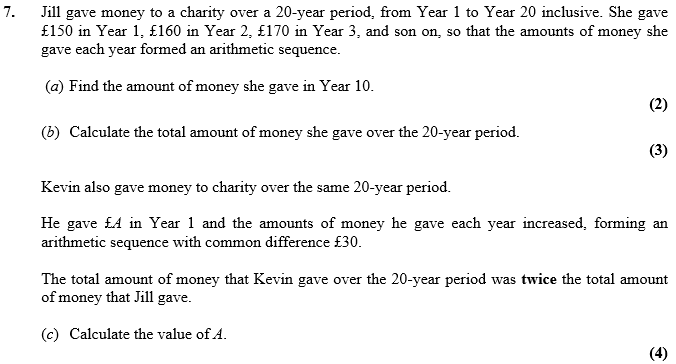 7. Jill gave money to a charity over a 20-year period, from Year 1 to Year 20 inclusive. She gave
£150 in Year 1, £160 in Year 2, £170 in Year 3, and son on, so that the amounts of money she
gave each year formed an arithmetic sequence.
(a) Find the amount of money she gave in Year 10.
(2)
(b) Calculate the total amount of money she gave over the 20-year period.
(3)
Kevin also gave money to charity over the same 20-year period.
He gave £A in Year 1 and the amounts of money he gave each year increased, forming an
arithmetic sequence with common difference £30.
The total amount of money that Kevin gave over the 20-year period was twice the total amount
of money that Jill gave.
(c) Calculate the value of A.
(4)